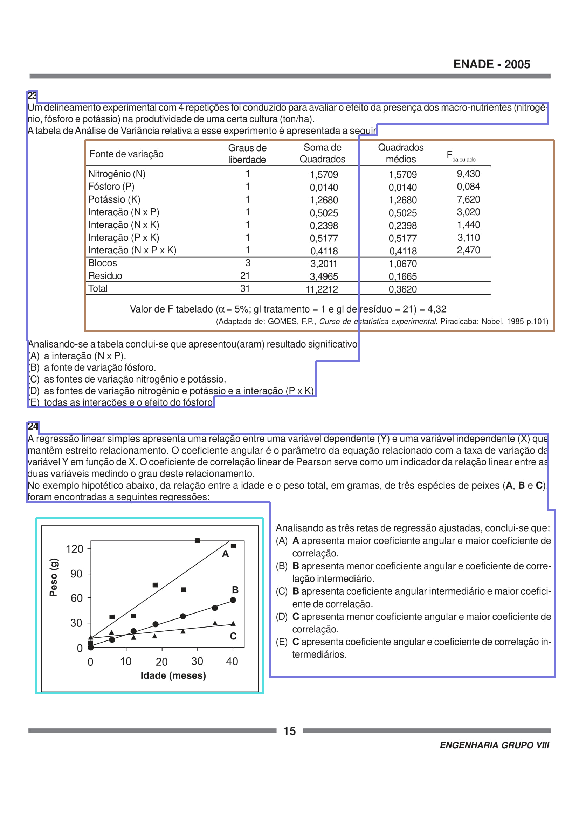 ENADE - 2005
23
Um delineamento experimental com 4 repetições foi conduzido para avaliar o efeito da presença dos macro-nutrientes (nitrogê-
nio, fósforo e potássio) na produtividade de uma certa cultura (ton/ha).
A tabela de Análise de Variância relativa a esse experimento é apresentada a seguir.
Fonte de variação Graus de liberdade Soma de Quadrados Quadrados médios F calculado
Nitrogênio (N) 1 1,5709 1,5709 9,430
Fósforo (P) 1 0,0140 0,0140 0,084
Potássio (K) 1 1,2680 1,2680 7,620
Interação (N x P) 1 0,5025 0,5025 3,020
Interação (N x K) 1 0,2398 0,2398 1,440
Interação (P x K) 1 0,5177 0,5177 3,110
Interação (N x P x K) 1 0,4118 0,4118 2,470
Blocos 3 3,2011 1,0670
Resíduo 21 3,4965 0,1665
Total 31 11,2212 0,3620
Valor de F tabelado (α = 5%; gl tratamento = 1 e gl de resíduo = 21) = 4,32
(Adaptado de: GOMES, F.P., Curso de estatística experimental. Piracicaba: Nobel, 1985 p.101)
Analisando-se a tabela conclui-se que apresentou(aram) resultado significativo
(A) a interação (N x P).
(B) a fonte de variação fósforo.
(C) as fontes de variação nitrogênio e potássio.
(D) as fontes de variação nitrogênio e potássio e a interação (P x K).
(E) todas as interações e o efeito do fósforo.
24
A regressão linear simples apresenta uma relação entre uma variável dependente (Y) e uma variável independente (X) que
mantêm estreito relacionamento. O coeficiente angular é o parâmetro da equação relacionado com a taxa de variação da
variável Y em função de X. O coeficiente de correlação linear de Pearson serve como um indicador da relação linear entre as
duas variáveis medindo o grau deste relacionamento.
No exemplo hipotético abaixo, da relação entre a idade e o peso total, em gramas, de três espécies de peixes (A, B e C),
foram encontradas a seguintes regressões:
Peso (g)
120
90
60
30
0
A
B
C
0 10 20 30 40
Idade (meses)
Analisando as três retas de regressão ajustadas, conclui-se que:
(A) A apresenta maior coeficiente angular e maior coeficiente de
correlação.
(B) B apresenta menor coeficiente angular e coeficiente de corre-
lação intermediário.
(C) B apresenta coeficiente angular intermediário e maior coefici-
ente de correlação.
(D) C apresenta menor coeficiente angular e maior coeficiente de
correlação.
(E) C apresenta coeficiente angular e coeficiente de correlação in-
termediários.
15
ENGENHARIA GRUPO VIII